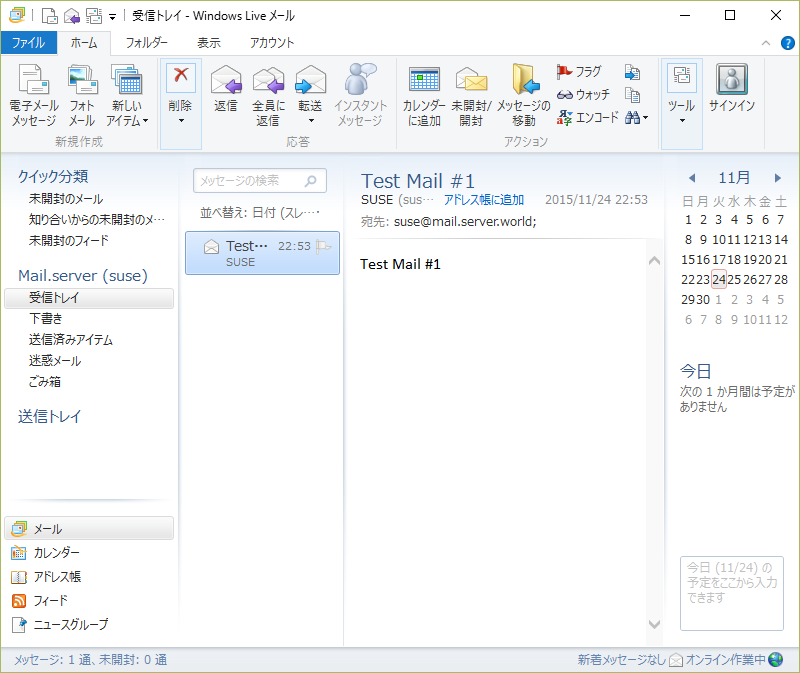 受信トレイ - Windows Live メール
ファイル ホーム フォルダー 表示 アカウント
電子メール メッセージ
フォト メール
新しい アイテム
新規作成
削除
返信
全員に 返信
転送
インスタント メッセージ
応答
カレンダー に追加
未開封/ 開封
メッセージの 移動
フラグ
ウォッチ
エンコード
アクション
ツール
サインイン
クイック分類
未開封のメール
知り合いからの未開封のメ…
未開封のフィード
Mail.server (suse)
受信トレイ
下書き
送信済みアイテム
迷惑メール
ごみ箱
送信トレイ
メール
カレンダー
アドレス帳
フィード
ニュースグループ
メッセージの検索
並べ替え: 日付 (スレ…
Test… 22:53
SUSE
Test Mail #1
SUSE (sus… アドレス帳に追加 2015/11/24 22:53
宛先: suse@mail.server.world;
Test Mail #1
11月
日 月 火 水 木 金 土
1 2 3 4 5 6 7
8 9 10 11 12 13 14
15 16 17 18 19 20 21
22 23 24 25 26 27 28
29 30 1 2 3 4 5
6 7 8 9 10 11 12
今日
次の 1 か月間は予定が
ありません
今日 (11/24) の
予定をここから入力
できます
メッセージ: 1 通、未開封: 0 通
新着メッセージなし オンライン作業中